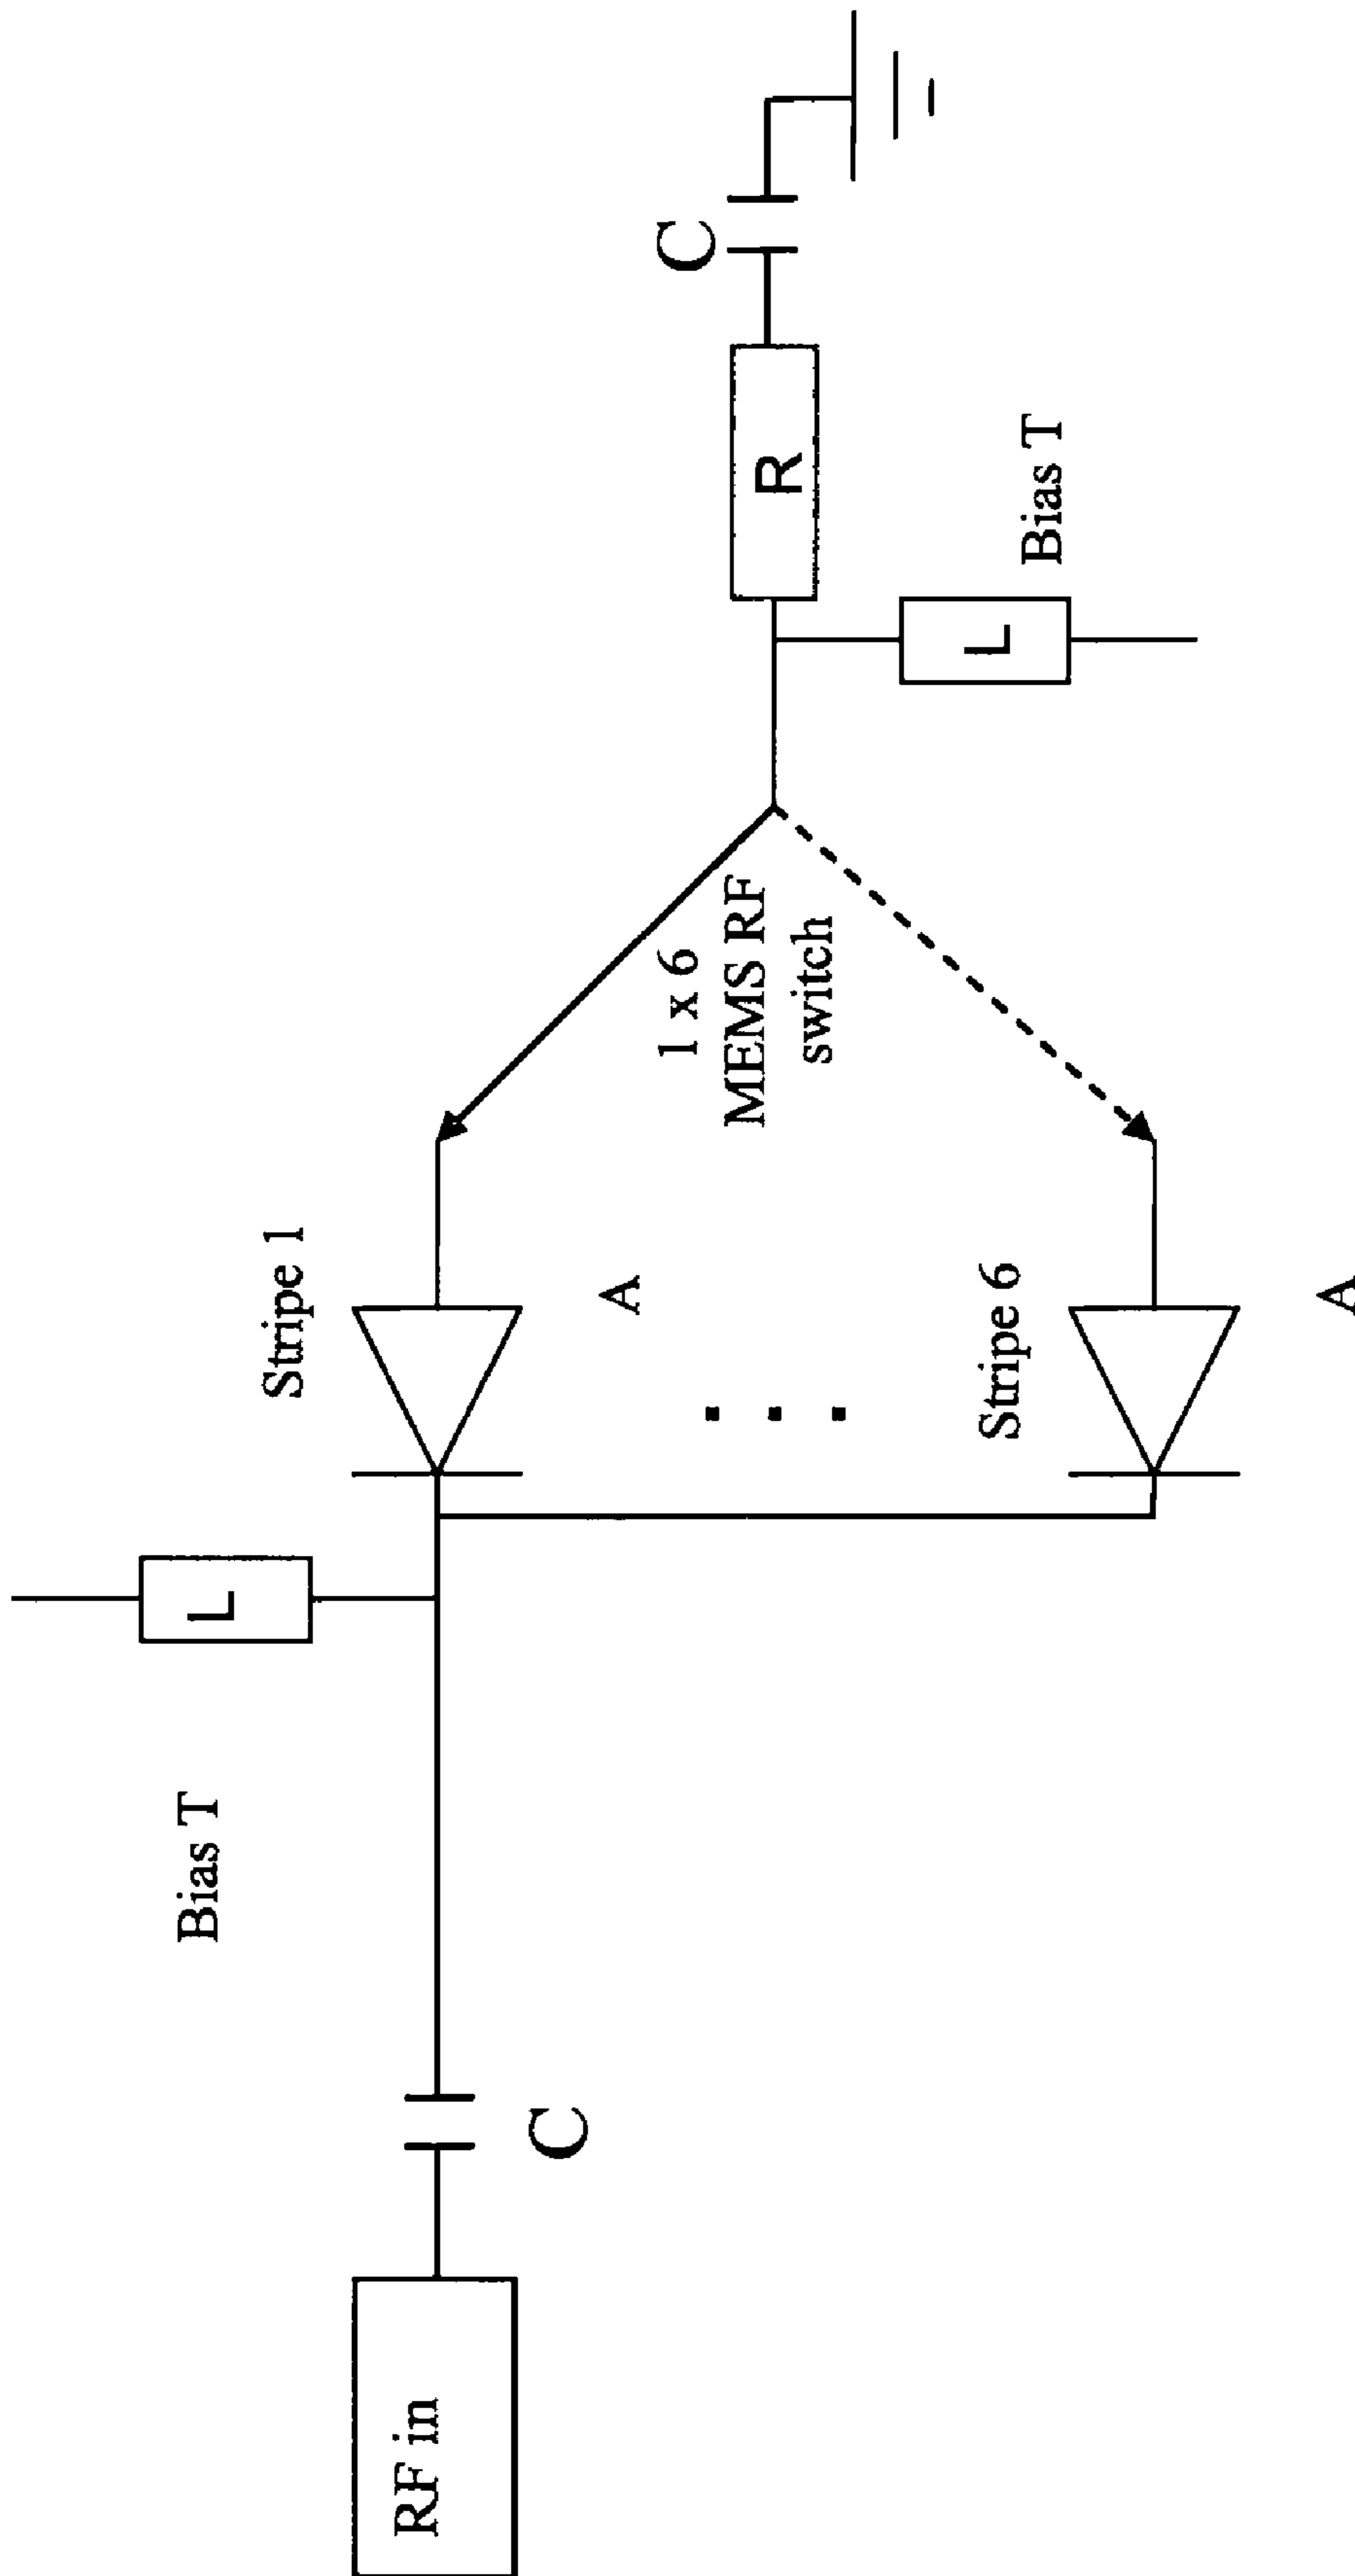 RF in
C
Bias T
L
Stripe 1
A
Stripe 6
A
1 x 6
MEMS RF
switch
L
Bias T
R
C